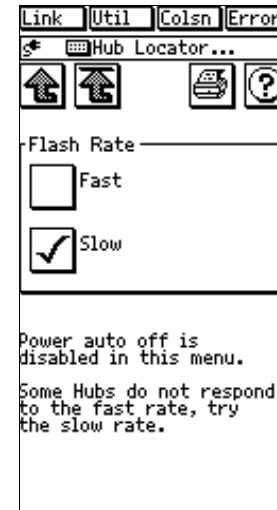 Link Util Colsn Error
Hub Locator...
?
Flash Rate
Fast
Slow
Power auto off is
disabled in this menu.
Some Hubs do not respond
to the fast rate, try
the slow rate.